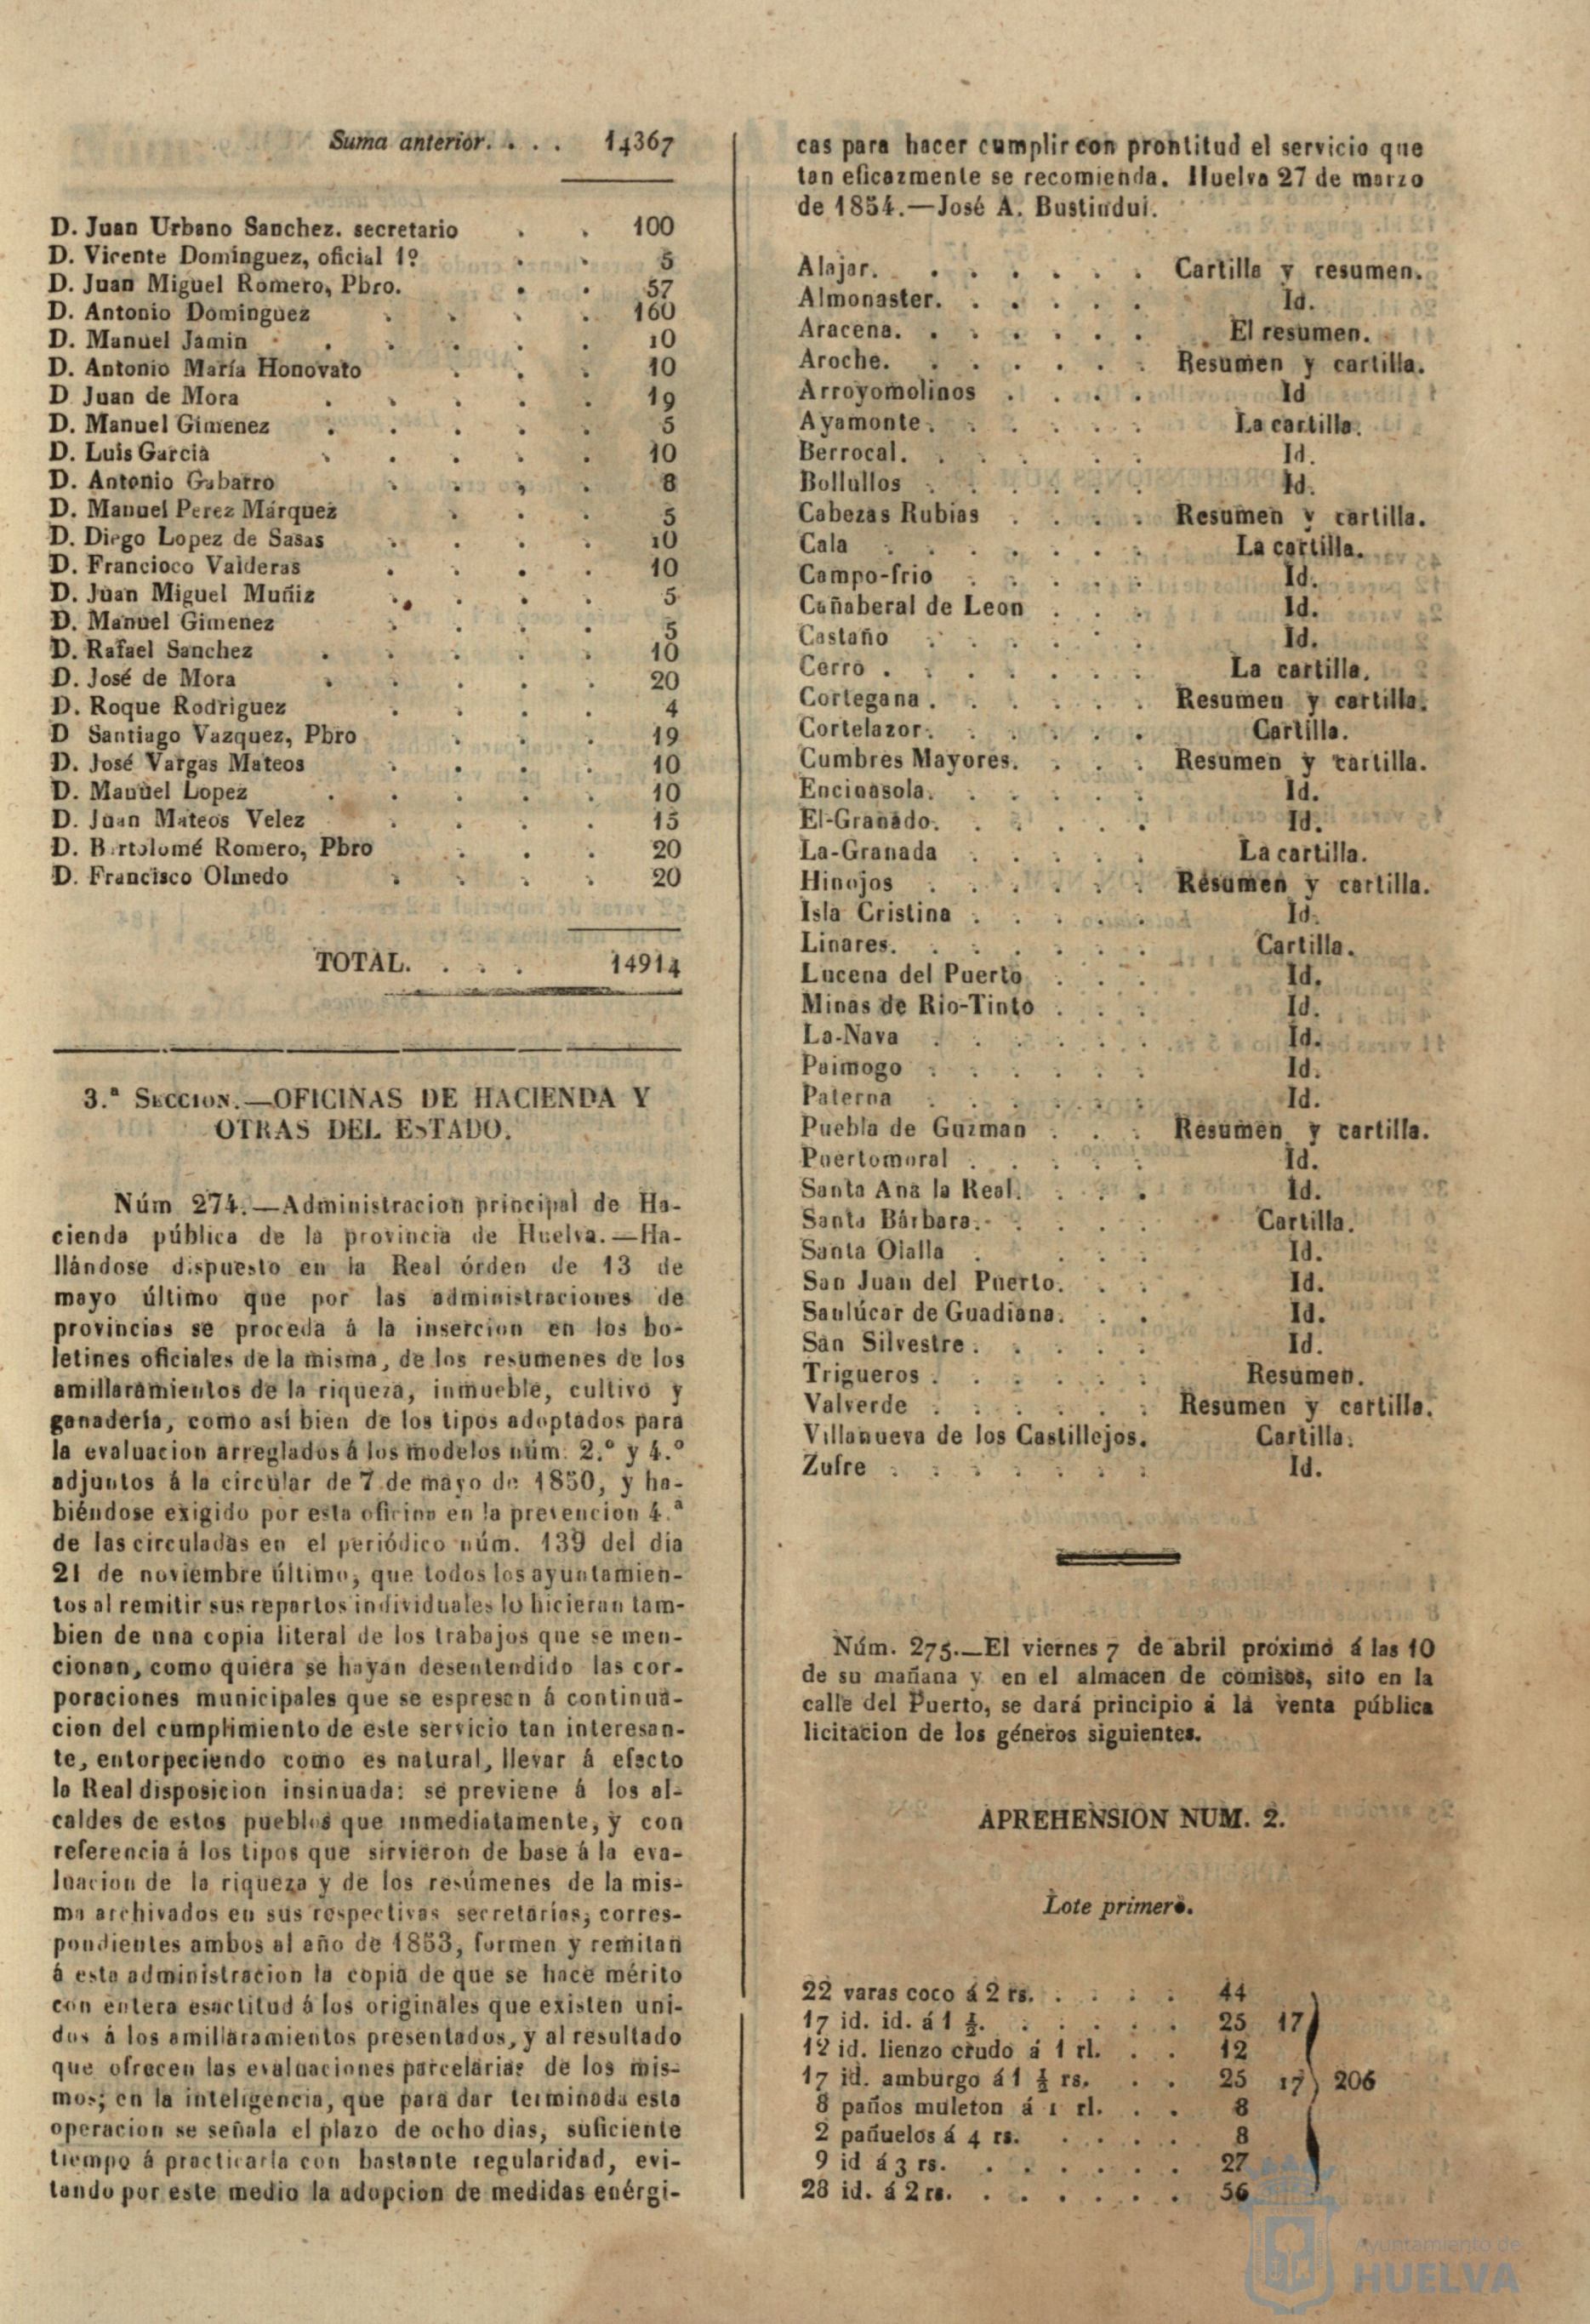 Suma anterior. . . . 14367
D. Juan Urbano Sanchez. secretario . . 100
D. Vicente Dominguez, oficial 1º . . 5
D. Juan Miguel Romero, Pbro. . . 57
D. Antonio Dominguez . . . . 160
D. Manuel Jamin . . . . . 10
D. Antonio María Honovato . . . 10
D Juan de Mora . . . . . 19
D. Manuel Gimenez . . . . . 5
D. Luis Garcia . . . . . 10
D. Antonio Gabarro . . . . 8
D. Manuel Perez Márquez . . . 5
D. Diego Lopez de Sasas . . . . 10
D. Francioco Valderas . . . . 10
D. Juan Miguel Muñiz . . . . 5
D. Manuel Gimenez . . . . 5
D. Rafael Sanchez . . . . . 10
D. José de Mora . . . . . 20
D. Roque Rodriguez . . . . 4
D Santiago Vazquez, Pbro . . . 19
D. José Vargas Mateos . . . . 10
D. Manuel Lopez . . . . . 10
D. Juan Mateos Velez . . . . 15
D. Bartolomé Romero, Pbro . . . 20
D. Francisco Olmedo . . . . 20
TOTAL. . . . 14914
3.ª SECCION.—OFICINAS DE HACIENDA Y
OTRAS DEL ESTADO.
Núm 274.—Administracion principal de Ha-
cienda pública de la provincia de Huelva.—Ha-
llándose dispuesto en la Real órden de 13 de
mayo último que por las administraciones de
provincias se proceda á la insercion en los bo-
letines oficiales de la misma, de los resumenes de los
amillaramientos de la riqueza, inmueble, cultivo y
ganadería, como asi bien de los tipos adoptados para
la evaluacion arreglados á los modelos núm. 2.º y 4.º
adjuntos á la circular de 7 de mayo de 1850, y ha-
biéndose exigido por esta oficina en la prevencion 4.ª
de las circuladas en el periódico núm. 139 del dia
21 de noviembre último, que todos los ayuntamien-
tos al remitir sus repartos individuales lo hicieran tam-
bien de una copia literal de los trabajos que se men-
cionan, como quiera se hayan desentendido las cor-
poraciones municipales que se espresen á continua-
cion del cumplimiento de este servicio tan interesan-
te, entorpeciendo como es natural, llevar á efecto
la Real disposicion insinuada: se previene á los al-
caldes de estos pueblos que inmediatamente, y con
referencia á los tipos que sirvieron de base á la eva-
luacion de la riqueza y de los resúmenes de la mis-
ma archivados en sus respectivas secretarías, corres-
pondientes ambos al año de 1853, formen y remitan
á esta administracion la copia de que se hace mérito
con entera esactitud á los originales que existen uni-
dos á los amillaramientos presentados, y al resultado
que ofrecen las evaluaciones parcelarias de los mis-
mos; en la inteligencia, que para dar terminada esta
operacion se señala el plazo de ocho dias, suficiente
tiempo á practicarla con bastante regularidad, evi-
tando por este medio la adopcion de medidas enérgi-
cas para hacer cumplir con prontitud el servicio que
tan eficazmente se recomienda. Huelva 27 de marzo
de 1854.—José A. Bustindui.
Alajar. . . . . . . Cartilla y resumen.
Almonaster. . . . . . Id.
Aracena. . . . . . . El resumen.
Aroche. . . . . . . Resumen y cartilla.
Arroyomolinos . . . . Id
Ayamonte. . . . . . La cartilla.
Berrocal. . . . . . Id.
Bollullos . . . . . . Id.
Cabezas Rubias . . . . Resumen y cartilla.
Cala . . . . . . La cartilla.
Campo-frio . . . . . Id.
Cañaberal de Leon . . . Id.
Castaño . . . . . . Id.
Cerro . . . . . . La cartilla.
Cortegana . . . . . . Resumen y cartilla.
Cortelazor. . . . . . Cartilla.
Cumbres Mayores. . . . Resumen y cartilla.
Encinasola. . . . . . Id.
El-Granado. . . . . . Id.
La-Granada . . . . . La cartilla.
Hinojos . . . . . . Resumen y cartilla.
Isla Cristina . . . . . Id.
Linares. . . . . . . Cartilla.
Lucena del Puerto . . . Id.
Minas de Rio-Tinto . . . Id.
La-Nava . . . . . . Id.
Paimogo . . . . . . Id.
Paterna . . . . . . Id.
Puebla de Guzman . . . Resumen y cartilla.
Puertomoral . . . . . Id.
Santa Ana la Real. . . . Id.
Santa Bárbara. . . . . Cartilla.
Santa Olalla . . . . Id.
San Juan del Puerto. . . Id.
Sanlúcar de Guadiana. . . Id.
San Silvestre . . . . . Id.
Trigueros . . . . . . Resumen.
Valverde . . . . . . Resumen y cartilla.
Villanueva de los Castillejos. Cartilla.
Zufre . . . . . . . Id.
Núm. 275.—El viernes 7 de abril próximo á las 10
de su mañana y en el almacen de comisos, sito en la
calle del Puerto, se dará principio á la venta pública
licitacion de los géneros siguientes.
APREHENSION NUM. 2.
Lote primero.
22 varas coco á 2 rs. . . . . 44
17 id. id. á 1 ½. . . . . . 25 17
12 id. lienzo crudo á 1 rl. . . 12
17 id. amburgo á 1 ½ rs. . . 25 17 ) 206
8 paños muleton á 1 rl. . . 8
2 pañuelos á 4 rs. . . . . . 8
9 id á 3 rs. . . . . . . 27
28 id. á 2 rs. . . . . . . 56
Ayuntamiento de
HUELVA